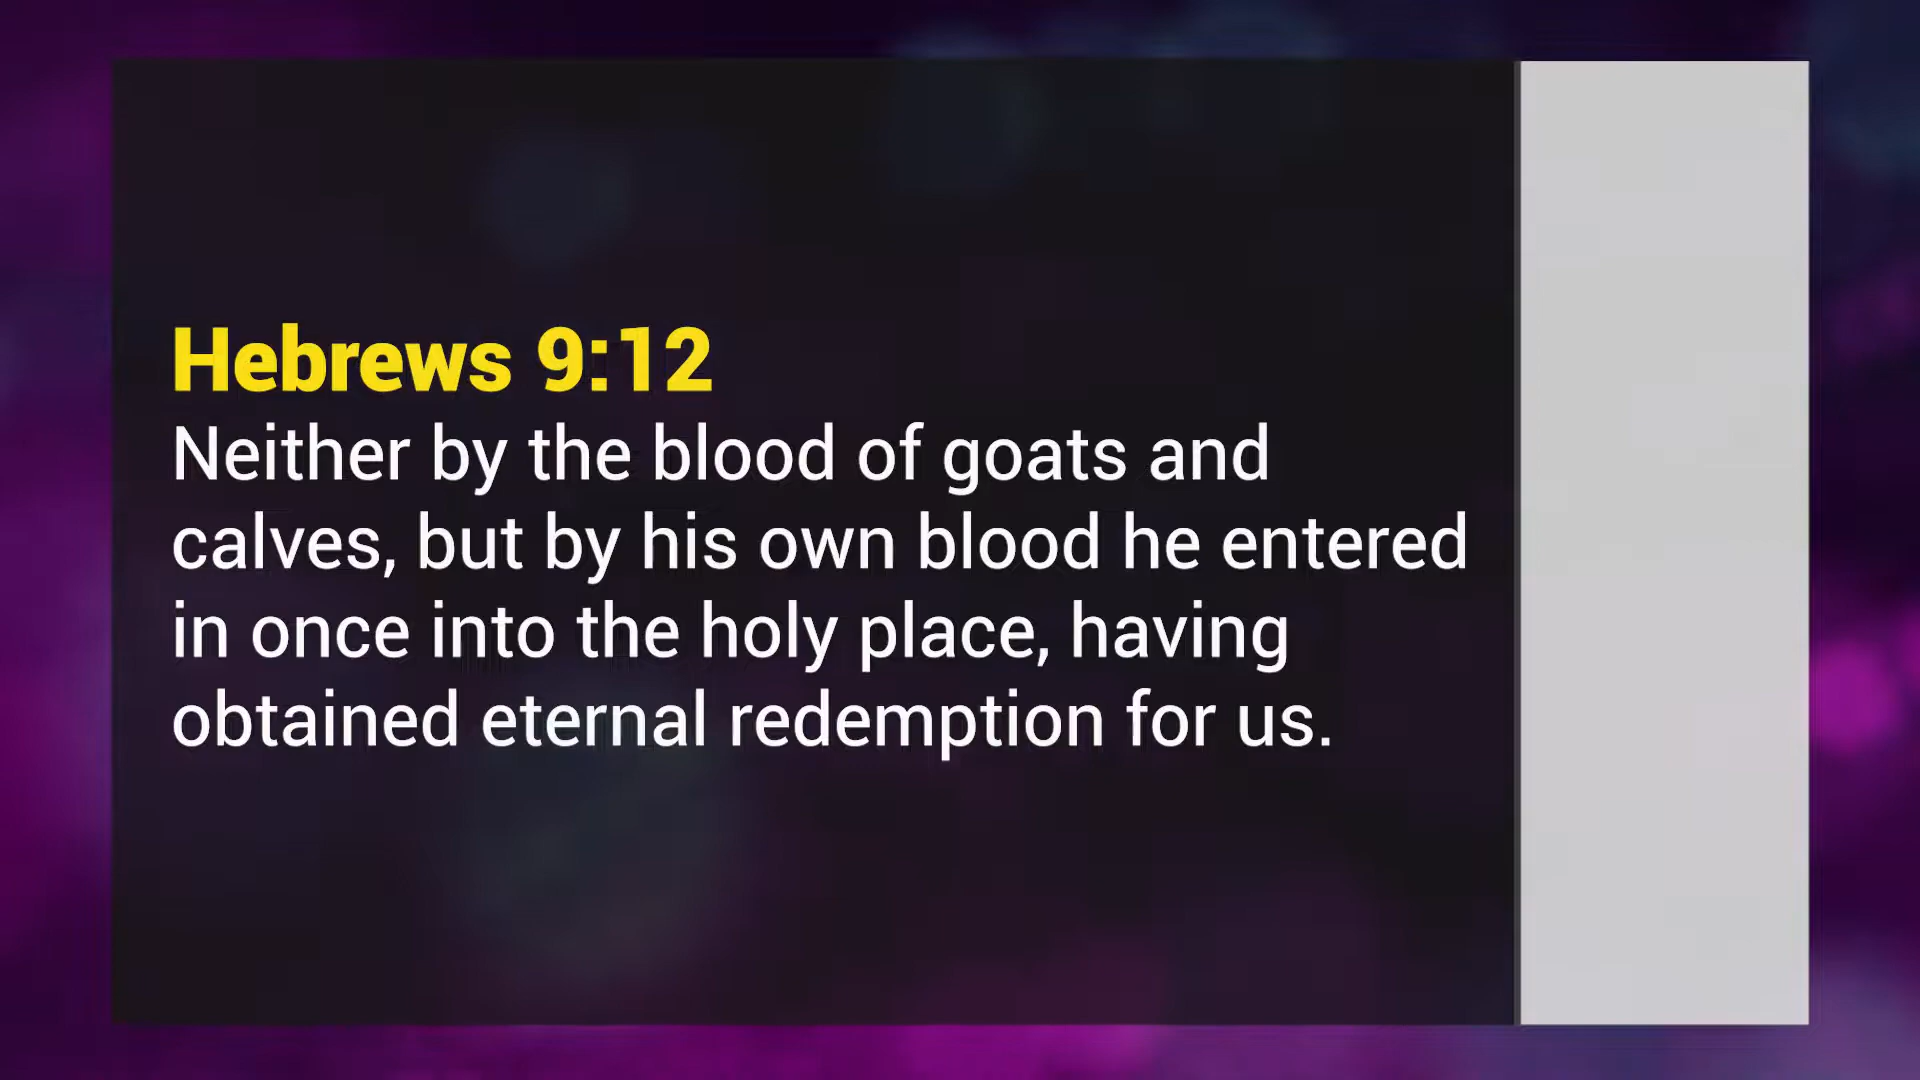 Hebrews 9:12
Neither by the blood of goats and
calves, but by his own blood he entered
in once into the holy place, having
obtained eternal redemption for us.